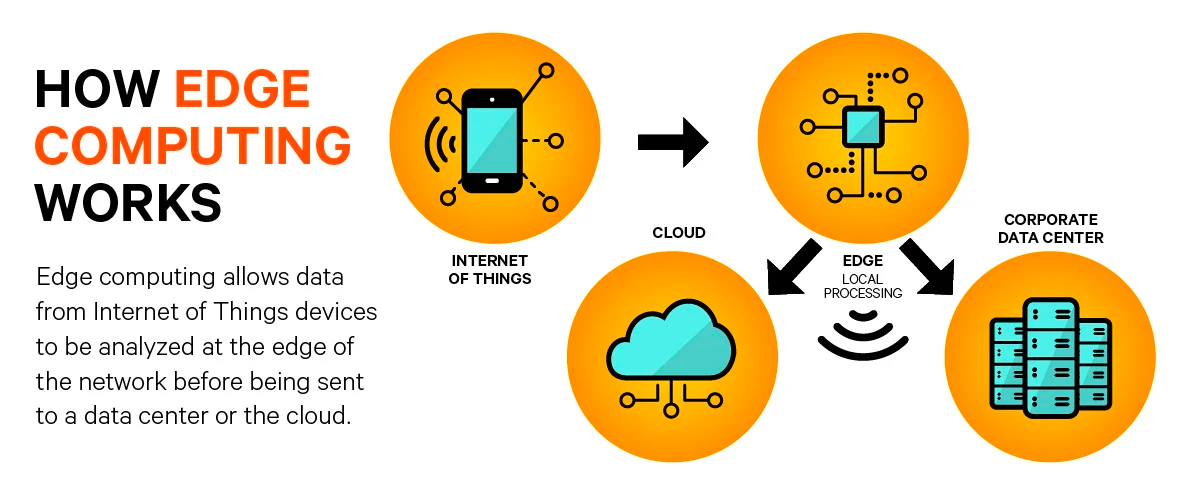 HOW EDGE
COMPUTING
WORKS
Edge computing allows data
from Internet of Things devices
to be analyzed at the edge of
the network before being sent
to a data center or the cloud.
INTERNET
OF THINGS
EDGE
LOCAL
PROCESSING
CLOUD
CORPORATE
DATA CENTER